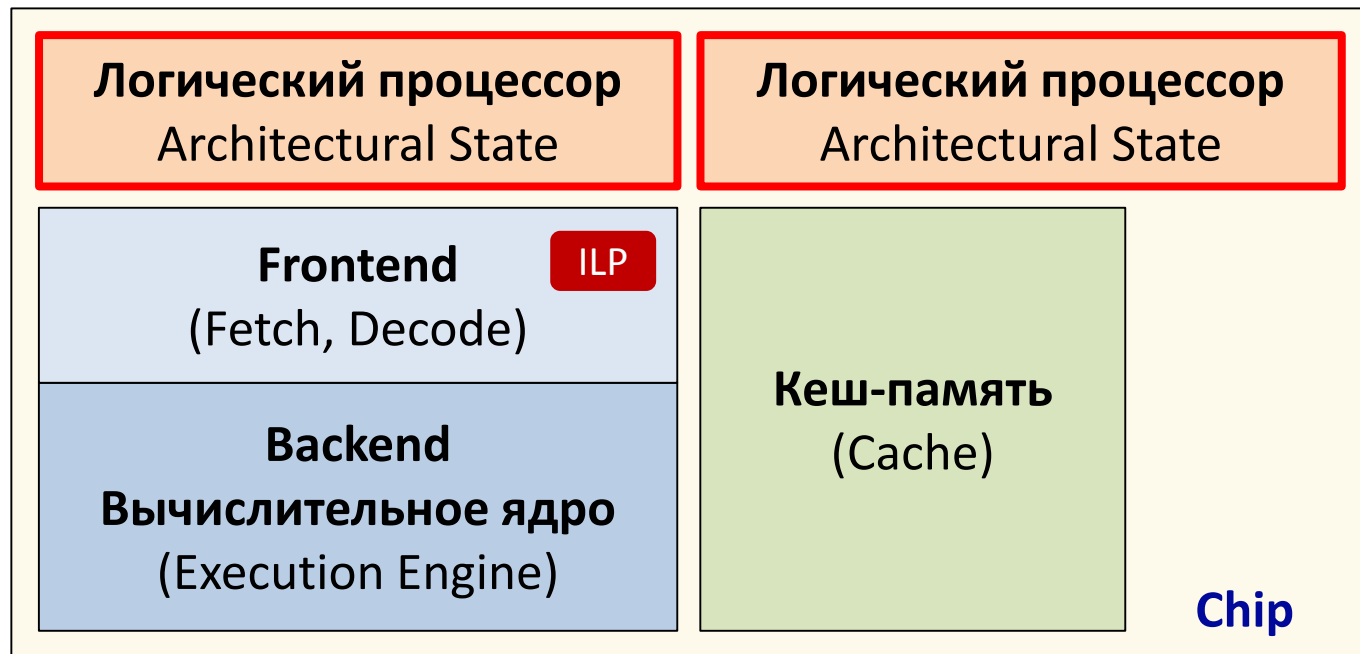 Логический процессор
Architectural State
Логический процессор
Architectural State
Frontend
ILP
(Fetch, Decode)
Backend
Вычислительное ядро
(Execution Engine)
Кеш-память
(Cache)
Chip